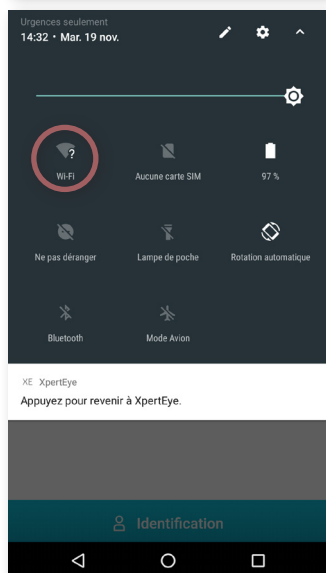 Urgences seulement
14:32 • Mar. 19 nov.
?
Wi-Fi
Aucune carte SIM
97 %
Ne pas déranger
Lampe de poche
Rotation automatique
Bluetooth
Mode Avion
XE XpertEye
Appuyez pour revenir à XpertEye.
Identification